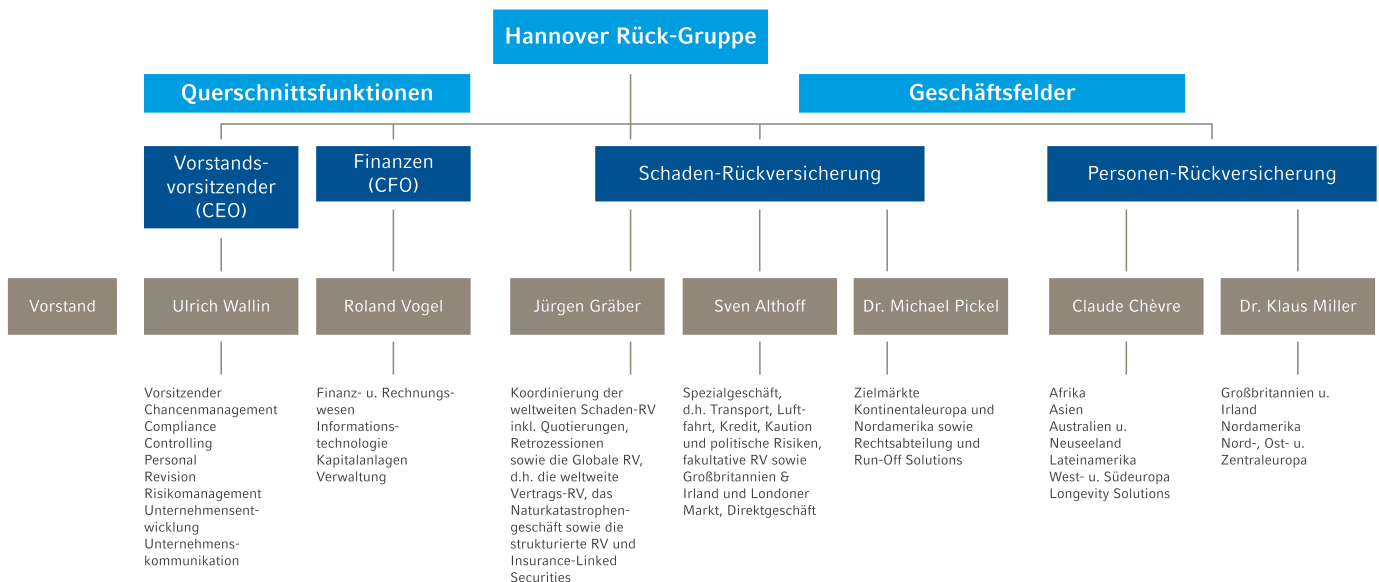 Hannover Rück-Gruppe
Querschnittsfunktionen
Geschäftsfelder
Vorstands-
vorsitzender
(CEO)
Finanzen
(CFO)
Schaden-Rückversicherung
Personen-Rückversicherung
Vorstand
Ulrich Wallin
Roland Vogel
Jürgen Gräber
Sven Althoff
Dr. Michael Pickel
Claude Chèvre
Dr. Klaus Miller
Vorsitzender
Chancenmanagement
Compliance
Controlling
Personal
Revision
Risikomanagement
Unternehmensent-
wicklung
Unternehmens-
kommunikation
Finanz- u. Rechnungs-
wesen
Informations-
technologie
Kapitalanlagen
Verwaltung
Koordinierung der
weltweiten Schaden-RV
inkl. Quotierungen,
Retrozessionen
sowie die Globale RV,
d.h. die weltweite
Vertrags-RV, das
Naturkatastrophen-
geschäft sowie die
strukturierte RV und
Insurance-Linked
Securities
Spezialgeschäft,
d.h. Transport, Luft-
fahrt, Kredit, Kaution
und politische Risiken,
fakultative RV sowie
Großbritannien &
Irland und Londoner
Markt, Direktgeschäft
Zielmärkte
Kontinentaleuropa und
Nordamerika sowie
Rechtsabteilung und
Run-Off Solutions
Afrika
Asien
Australien u.
Neuseeland
Lateinamerika
West- u. Südeuropa
Longevity Solutions
Großbritannien u.
Irland
Nordamerika
Nord-, Ost- u.
Zentraleuropa